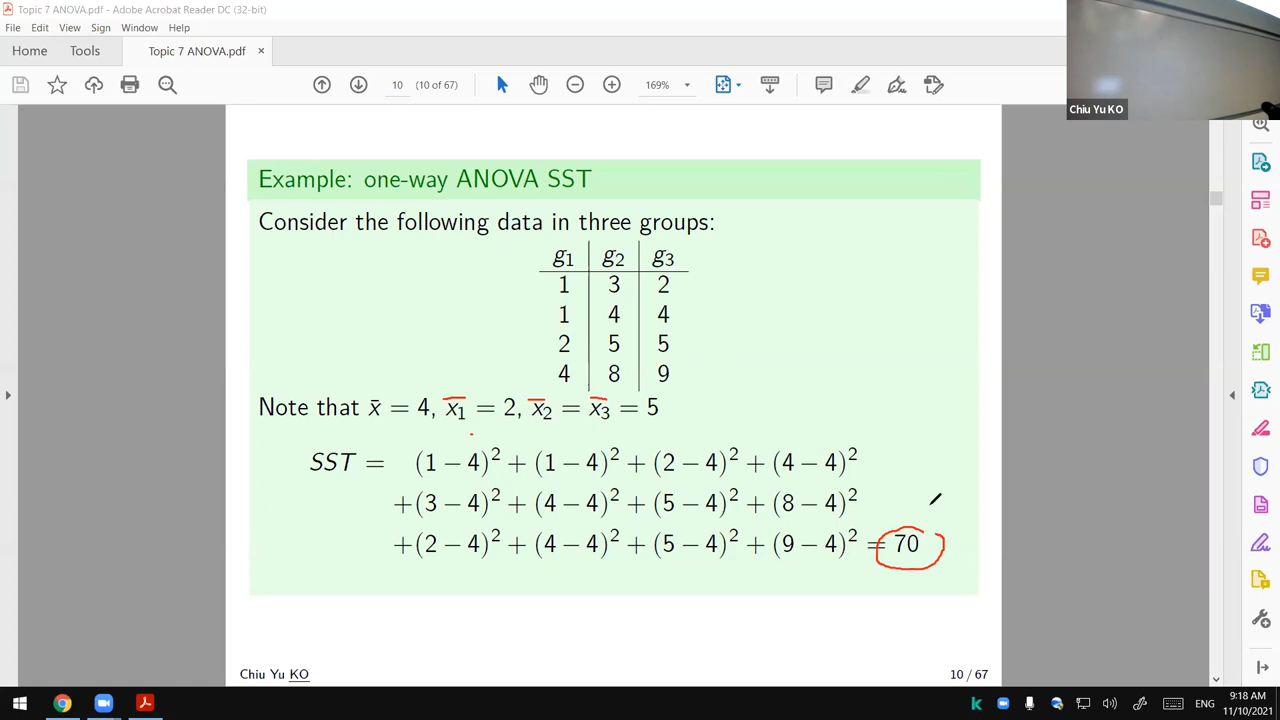 Topic 7 ANOVA.pdf - Adobe Acrobat Reader DC (32-bit)
File Edit View Sign Window Help
Home Tools Topic 7 ANOVA.pdf ×
10 (10 of 67) 169%
Chiu Yu KO
Example: one-way ANOVA SST
Consider the following data in three groups:
g₁ g₂ g₃
1 3 2
1 4 4
2 5 5
4 8 9
Note that x̄ = 4, x̄₁ = 2, x̄₂ = x̄₃ = 5
SST = (1 − 4)² + (1 − 4)² + (2 − 4)² + (4 − 4)²
+(3 − 4)² + (4 − 4)² + (5 − 4)² + (8 − 4)²
+(2 − 4)² + (4 − 4)² + (5 − 4)² + (9 − 4)² = 70
Chiu Yu KO 10 / 67
ENG 9:18 AM
11/10/2021